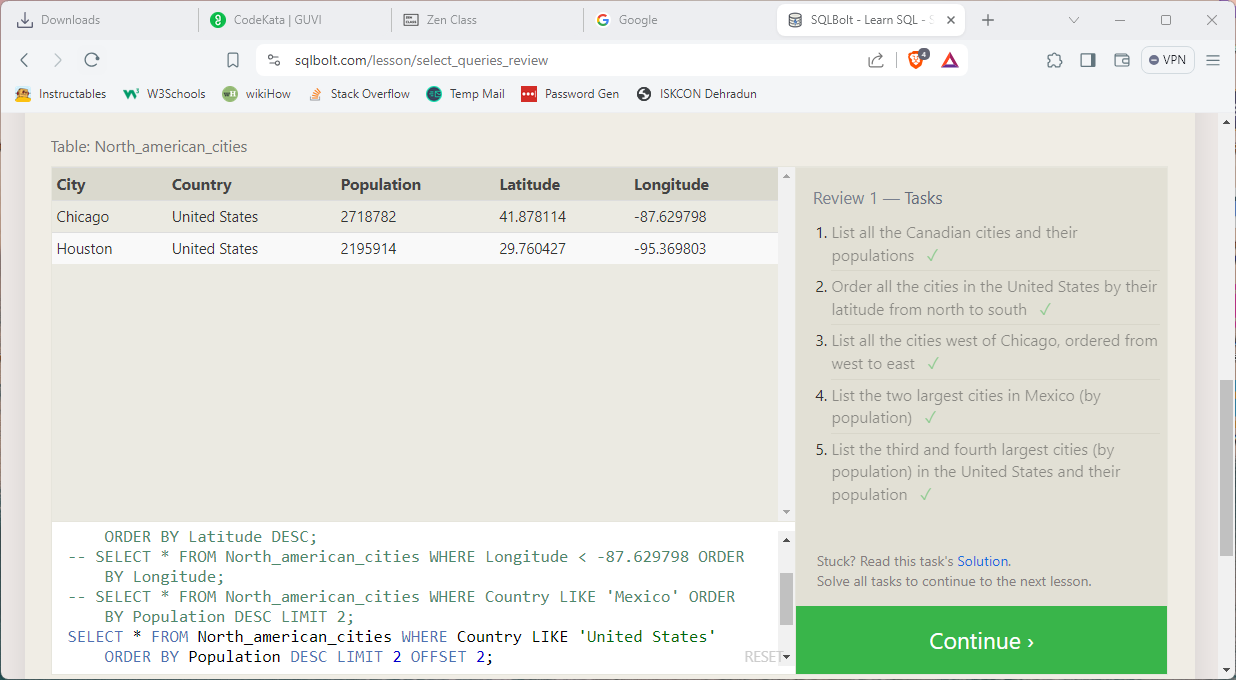 Downloads
CodeKata | GUVI
Zen Class
Google
SQLBolt - Learn SQL - S
sqlbolt.com/lesson/select_queries_review
4
VPN
Instructables
W3Schools
wikiHow
Stack Overflow
Temp Mail
Password Gen
ISKCON Dehradun
Table: North_american_cities
City Country Population Latitude Longitude
Chicago United States 2718782 41.878114 -87.629798
Houston United States 2195914 29.760427 -95.369803
ORDER BY Latitude DESC;
-- SELECT * FROM North_american_cities WHERE Longitude < -87.629798 ORDER
BY Longitude;
-- SELECT * FROM North_american_cities WHERE Country LIKE 'Mexico' ORDER
BY Population DESC LIMIT 2;
SELECT * FROM North_american_cities WHERE Country LIKE 'United States'
ORDER BY Population DESC LIMIT 2 OFFSET 2;
RESET
Review 1 — Tasks
1. List all the Canadian cities and their
populations ✓
2. Order all the cities in the United States by their
latitude from north to south ✓
3. List all the cities west of Chicago, ordered from
west to east ✓
4. List the two largest cities in Mexico (by
population) ✓
5. List the third and fourth largest cities (by
population) in the United States and their
population ✓
Stuck? Read this task's Solution.
Solve all tasks to continue to the next lesson.
Continue ›